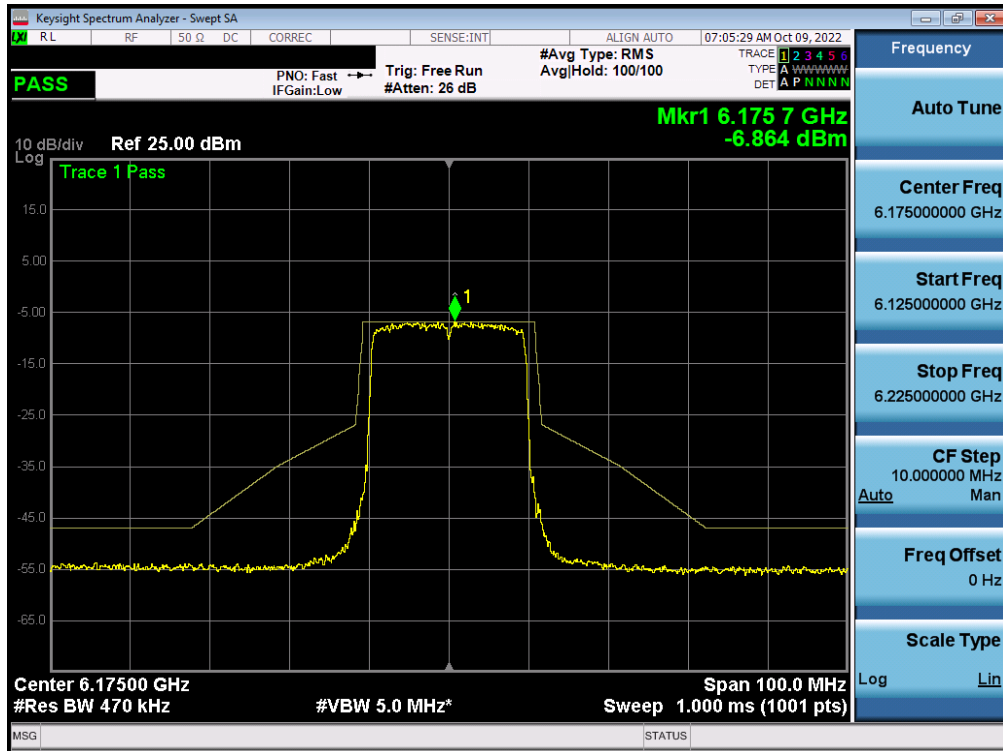 Keysight Spectrum Analyzer - Swept SA
LXI RL RF 50 Ω DC CORREC SENSE:INT ALIGN AUTO 07:05:29 AM Oct 09, 2022
PASS
PNO: Fast
IFGain:Low
Trig: Free Run
#Atten: 26 dB
#Avg Type: RMS
Avg|Hold: 100/100
TRACE 1 2 3 4 5 6
TYPE A WWWWW
DET A P N N N N
Mkr1 6.175 7 GHz
-6.864 dBm
10 dB/div Ref 25.00 dBm
Log
Trace 1 Pass
1
15.0
5.00
-5.00
-15.0
-25.0
-35.0
-45.0
-55.0
-65.0
Center 6.17500 GHz
Span 100.0 MHz
#Res BW 470 kHz
#VBW 5.0 MHz*
Sweep 1.000 ms (1001 pts)
MSG
STATUS
Frequency
Auto Tune
Center Freq
6.175000000 GHz
Start Freq
6.125000000 GHz
Stop Freq
6.225000000 GHz
CF Step
10.000000 MHz
Auto Man
Freq Offset
0 Hz
Scale Type
Log Lin